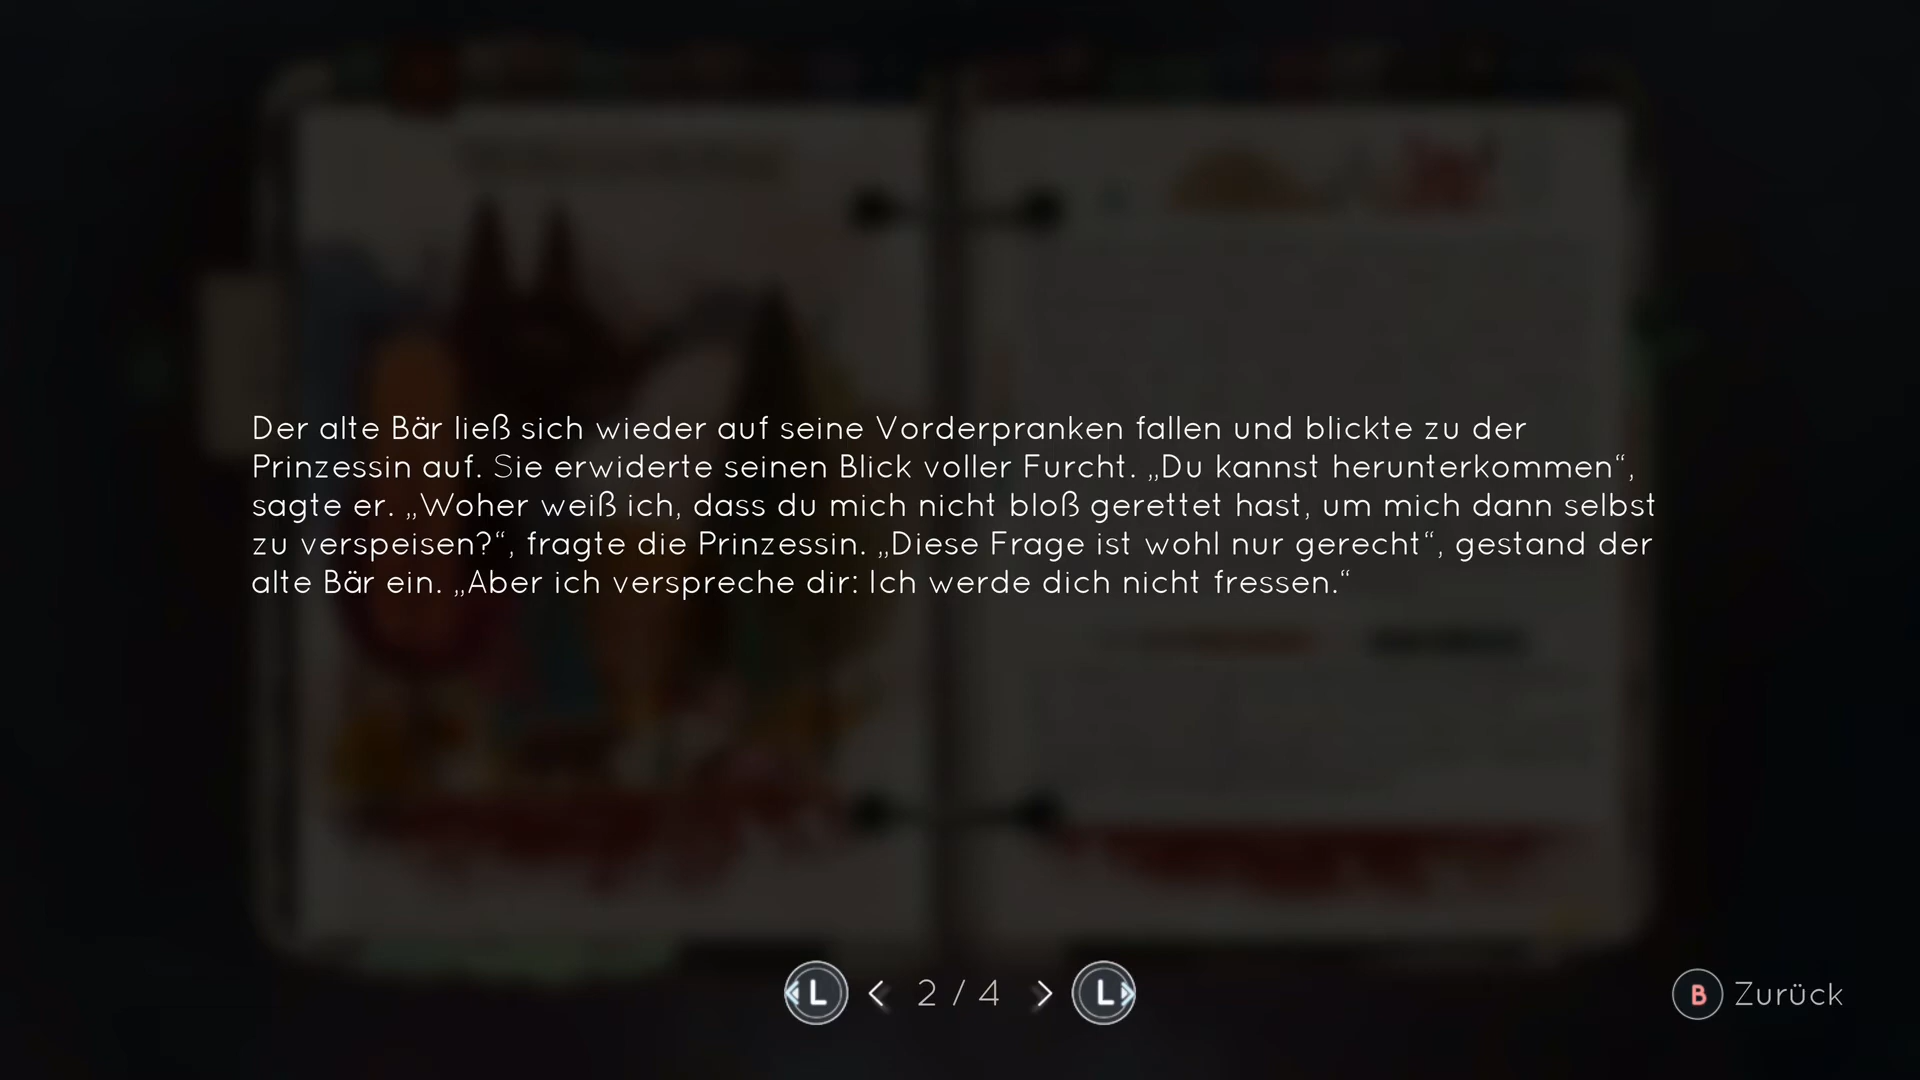 Der alte Bär ließ sich wieder auf seine Vorderpranken fallen und blickte zu der
Prinzessin auf. Sie erwiderte seinen Blick voller Furcht. „Du kannst herunterkommen“,
sagte er. „Woher weiß ich, dass du mich nicht bloß gerettet hast, um mich dann selbst
zu verspeisen?“, fragte die Prinzessin. „Diese Frage ist wohl nur gerecht“, gestand der
alte Bär ein. „Aber ich verspreche dir: Ich werde dich nicht fressen.“
L < 2 / 4 > L
B Zurück